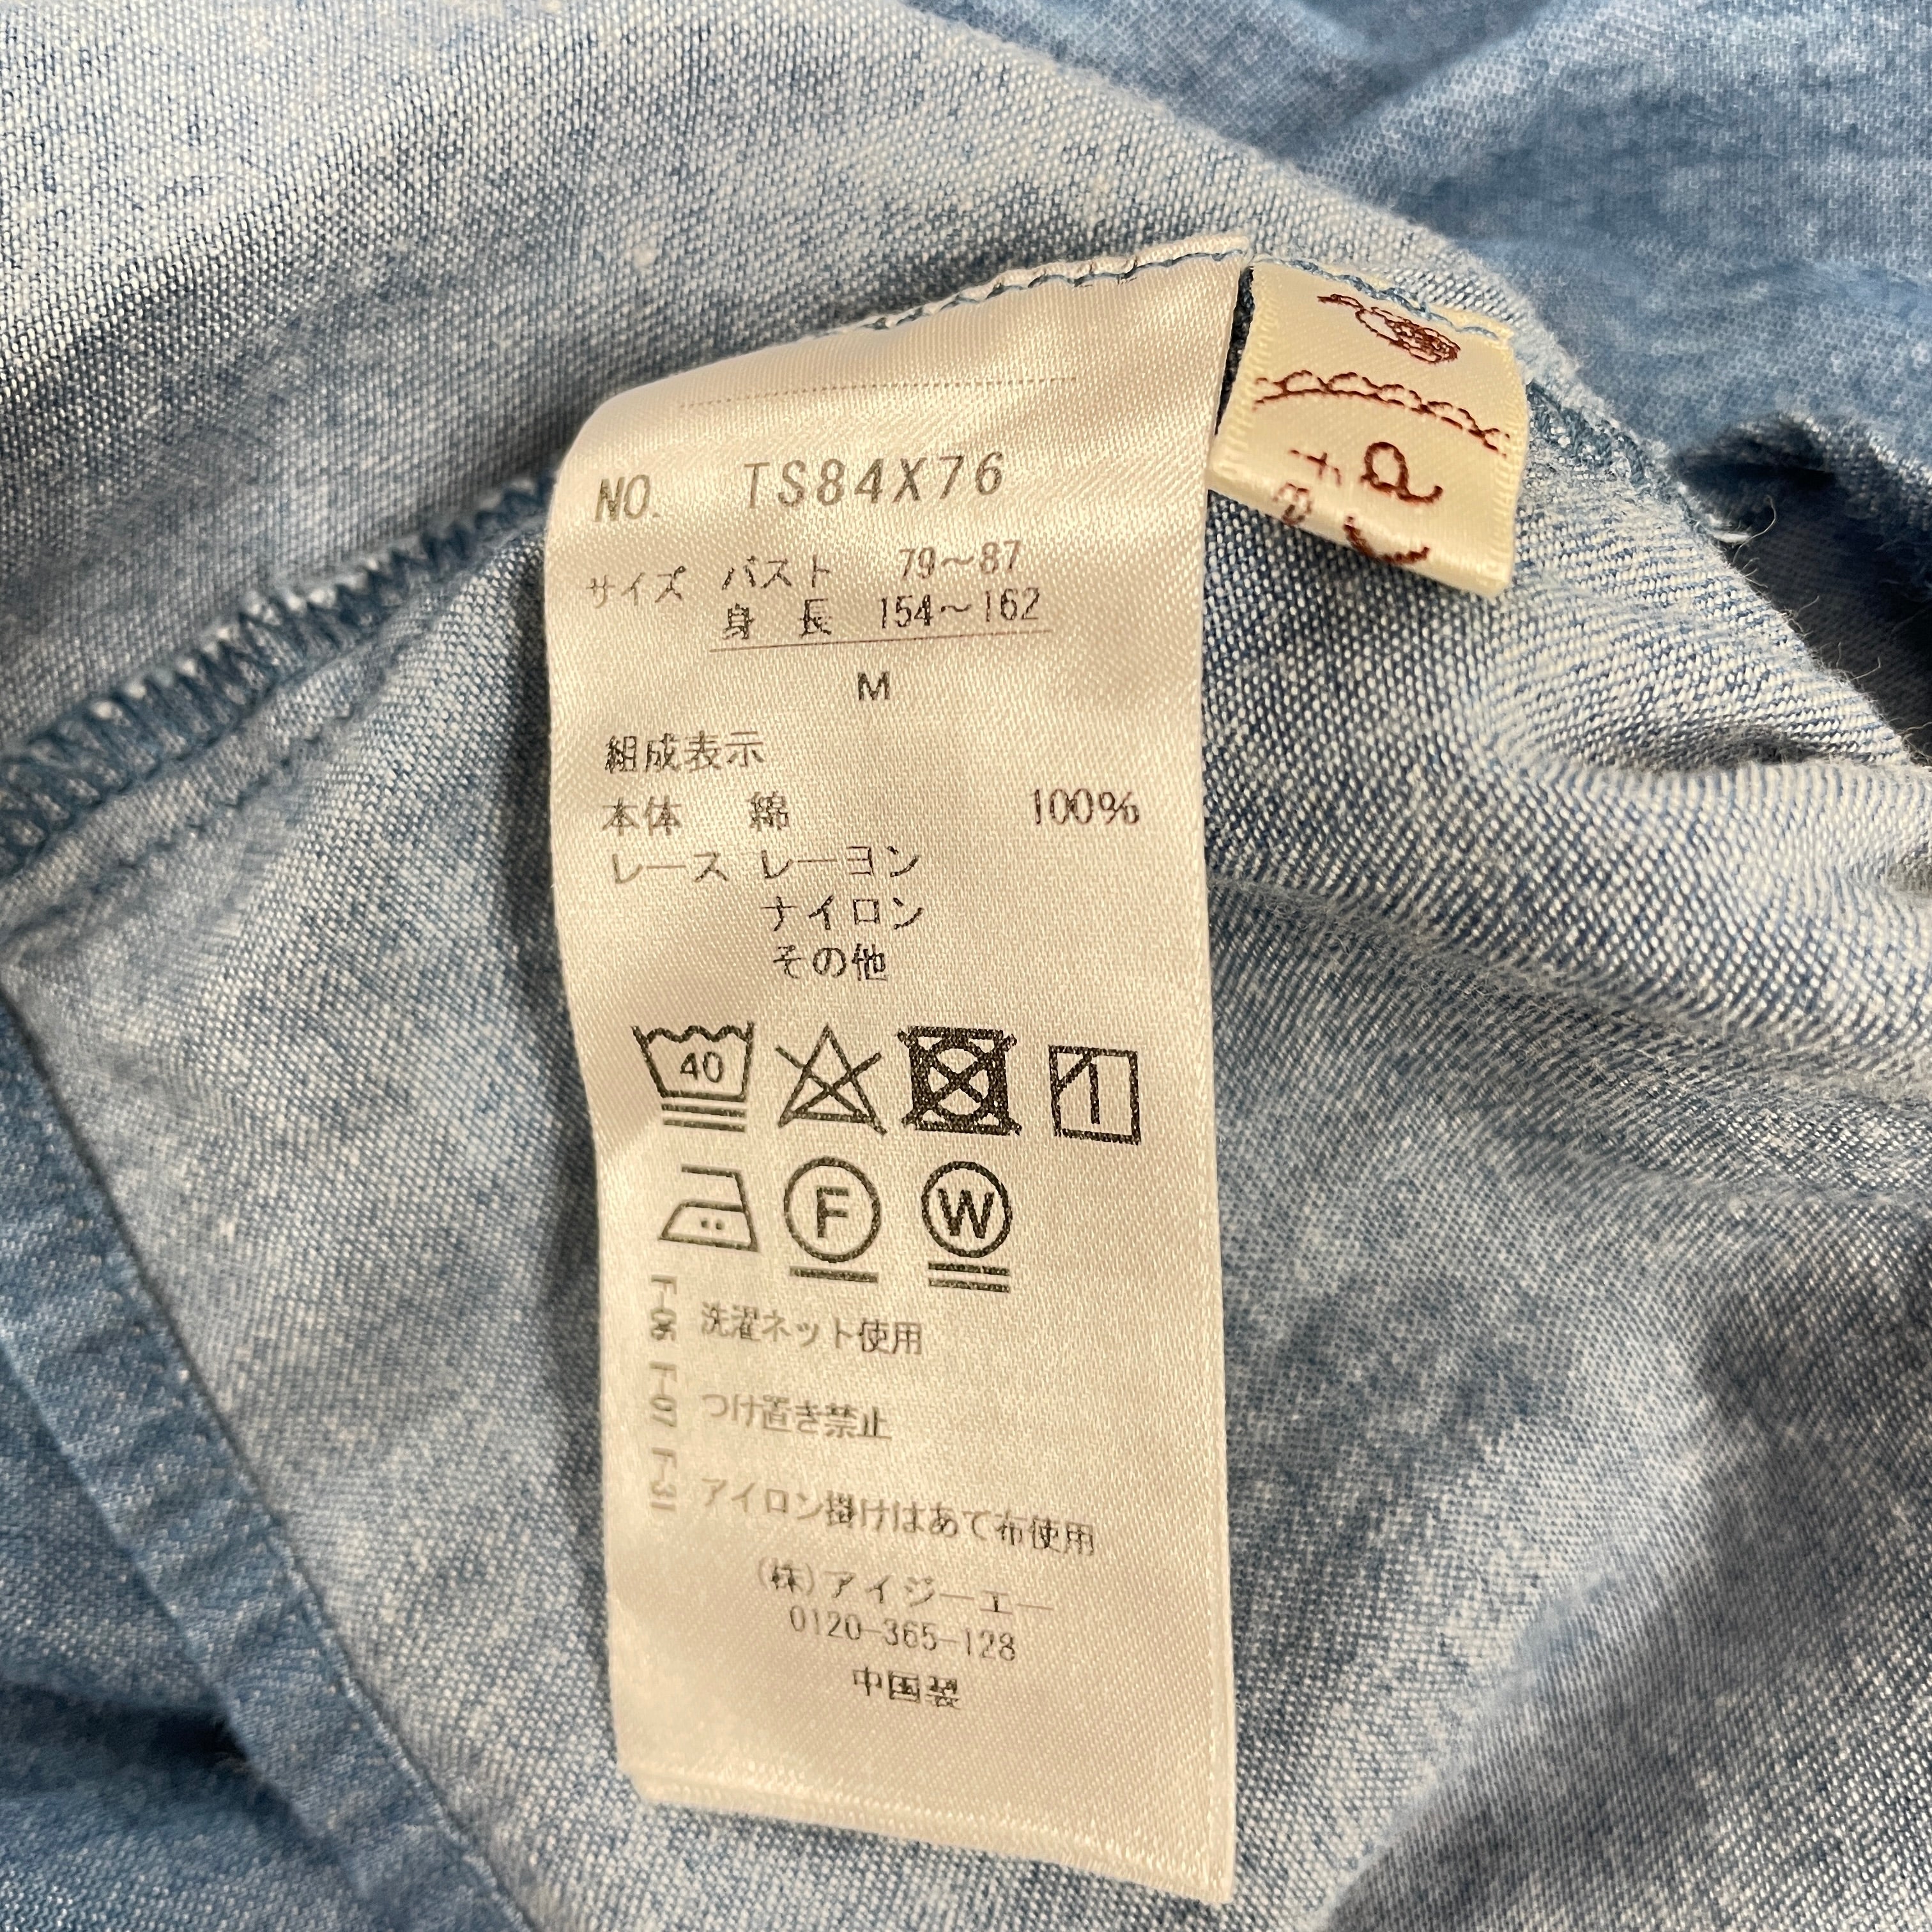 NO. TS84X76
サイズ バスト 79〜87
身長 154〜162
M
組成表示
本体 綿 100%
レース レーヨン
ナイロン
その他
40
F W
F-06 洗濯ネット使用
F-07 つけ置き禁止
F-31 アイロン掛けはあて布使用
(株)アイジーエー
0120-365-128
中国製